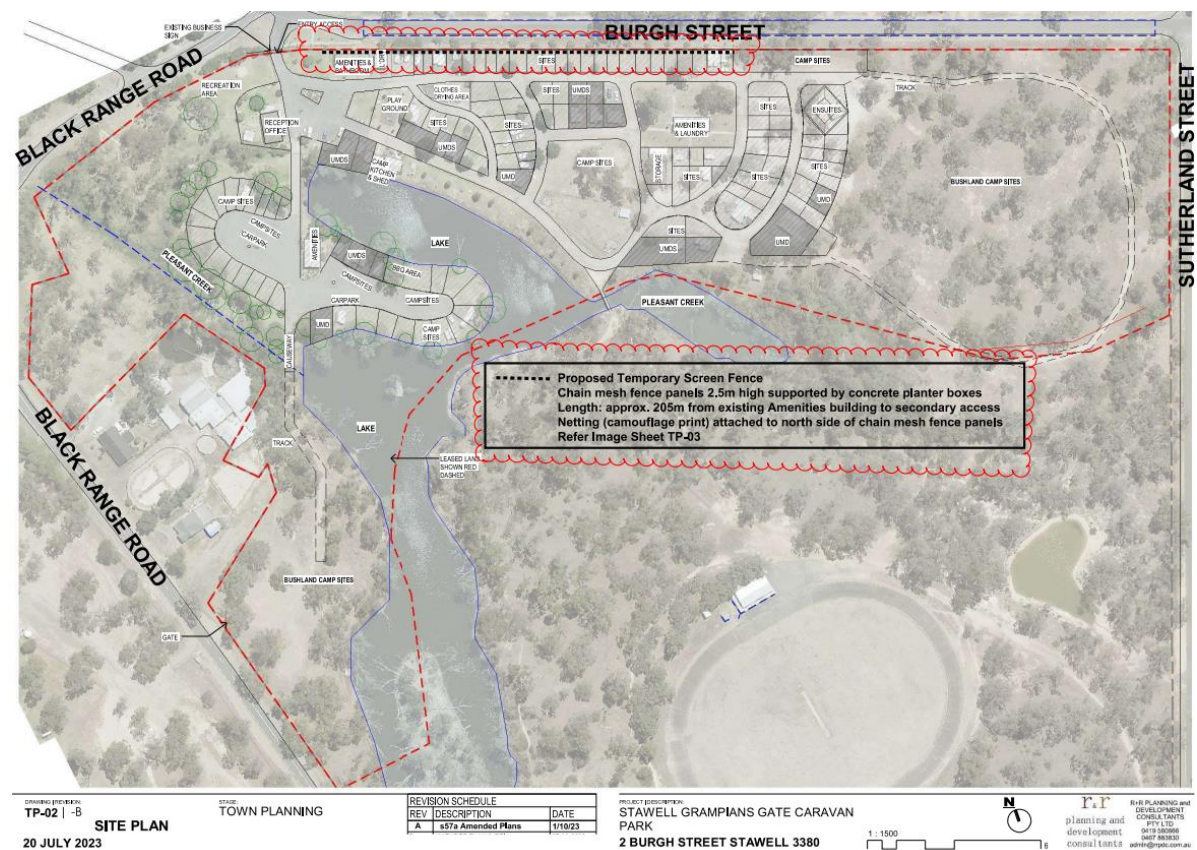 EXISTING BUSINESS
SIGN
ENTRY ACCESS
BURGH STREET
BLACK RANGE ROAD
SUTHERLAND STREET
AMENITIES &
SITES
CAMP SITES
TRACK
RECREATION
AREA
RECEPTION
OFFICE
PLAY
GROUND
CLOTHES
DRYING AREA
SITES
UMDS
SITES
ENSUITES
SITES
SITES
UMDS
AMENITIES
& LAUNDRY
UMDS
CAMP
KITCHEN
& SHED
UMD
CAMP SITES
STORAGE
SITES
SITES
SITES
UMD
BUSHLAND CAMP SITES
CAMP SITES
CAMPSITES
CARPARK
AMENITIES
LAKE
SITES
UMDS
UMD
UMDS
BBQ AREA
CAMPSITES
PLEASANT CREEK
CARPARK
CAMPSITES
UMD
CAMP
SITES
PLEASANT CREEK
CAUSEWAY
Proposed Temporary Screen Fence
Chain mesh fence panels 2.5m high supported by concrete planter boxes
Length: approx. 205m from existing Amenities building to secondary access
Netting (camouflage print) attached to north side of chain mesh fence panels
Refer Image Sheet TP-03
BLACK RANGE ROAD
TRACK
LAKE
LEASED LAND
SHOWN RED
DASHED
BUSHLAND CAMP SITES
GATE
DRAWING | REVISION
TP-02 | -B
SITE PLAN
20 JULY 2023
STAGE
TOWN PLANNING
REVISION SCHEDULE
REV DESCRIPTION DATE
A s57a Amended Plans 1/10/23
PROJECT | DESCRIPTION
STAWELL GRAMPIANS GATE CARAVAN
PARK
2 BURGH STREET STAWELL 3380
N
1 : 1500
6
r&r
planning and
development
consultants
R+R PLANNING and
DEVELOPMENT
CONSULTANTS
PTY LTD
admin@rrpdc.com.au